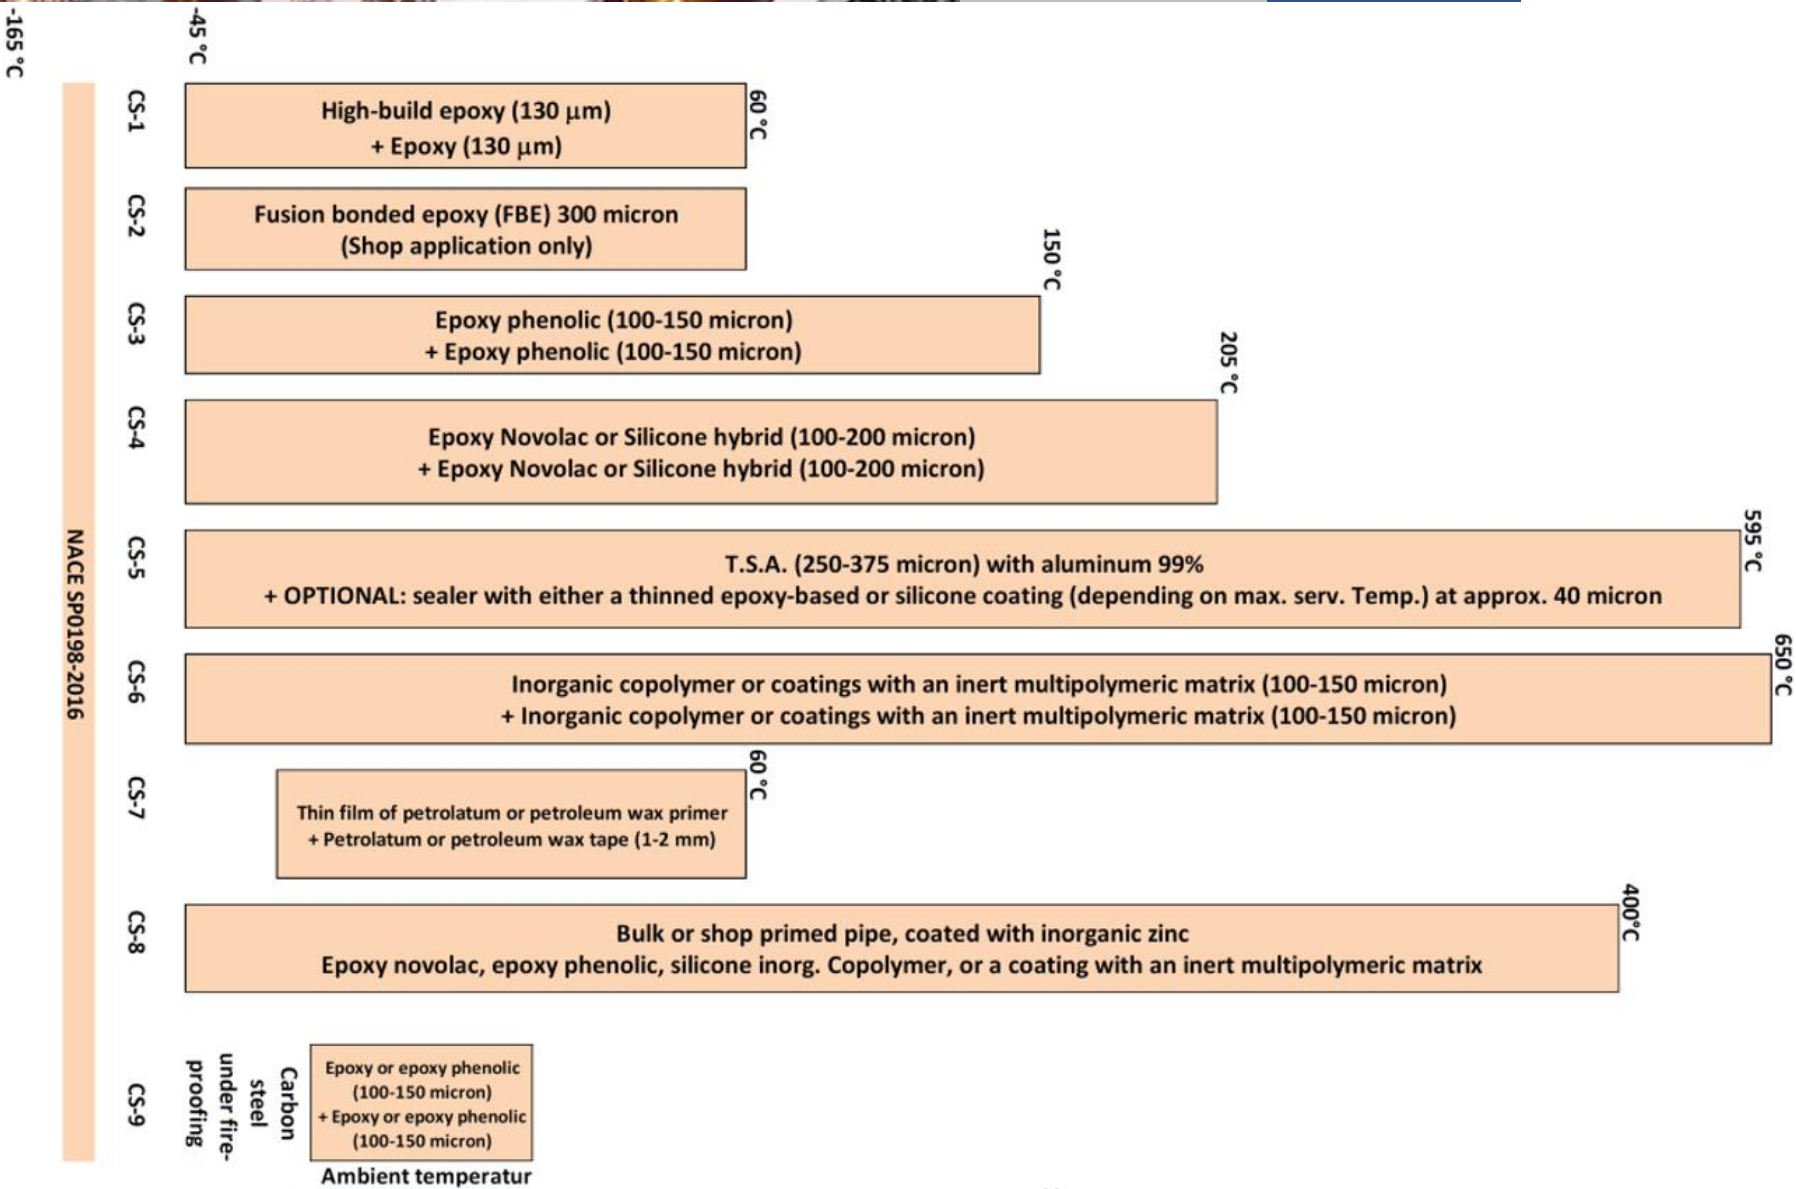 -165 °C
-45 °C
CS-1
High-build epoxy (130 µm)
+ Epoxy (130 µm)
60 °C
CS-2
Fusion bonded epoxy (FBE) 300 micron
(Shop application only)
CS-3
Epoxy phenolic (100-150 micron)
+ Epoxy phenolic (100-150 micron)
150 °C
CS-4
Epoxy Novolac or Silicone hybrid (100-200 micron)
+ Epoxy Novolac or Silicone hybrid (100-200 micron)
205 °C
CS-5
T.S.A. (250-375 micron) with aluminum 99%
+ OPTIONAL: sealer with either a thinned epoxy-based or silicone coating (depending on max. serv. Temp.) at approx. 40 micron
595 °C
NACE SP0198-2016
CS-6
Inorganic copolymer or coatings with an inert multipolymeric matrix (100-150 micron)
+ Inorganic copolymer or coatings with an inert multipolymeric matrix (100-150 micron)
650 °C
CS-7
Thin film of petrolatum or petroleum wax primer
+ Petrolatum or petroleum wax tape (1-2 mm)
60 °C
CS-8
Bulk or shop primed pipe, coated with inorganic zinc
Epoxy novolac, epoxy phenolic, silicone inorg. Copolymer, or a coating with an inert multipolymeric matrix
400°C
CS-9
Carbon
steel
under fire-
proofing
Epoxy or epoxy phenolic
(100-150 micron)
+ Epoxy or epoxy phenolic
(100-150 micron)
Ambient temperatur